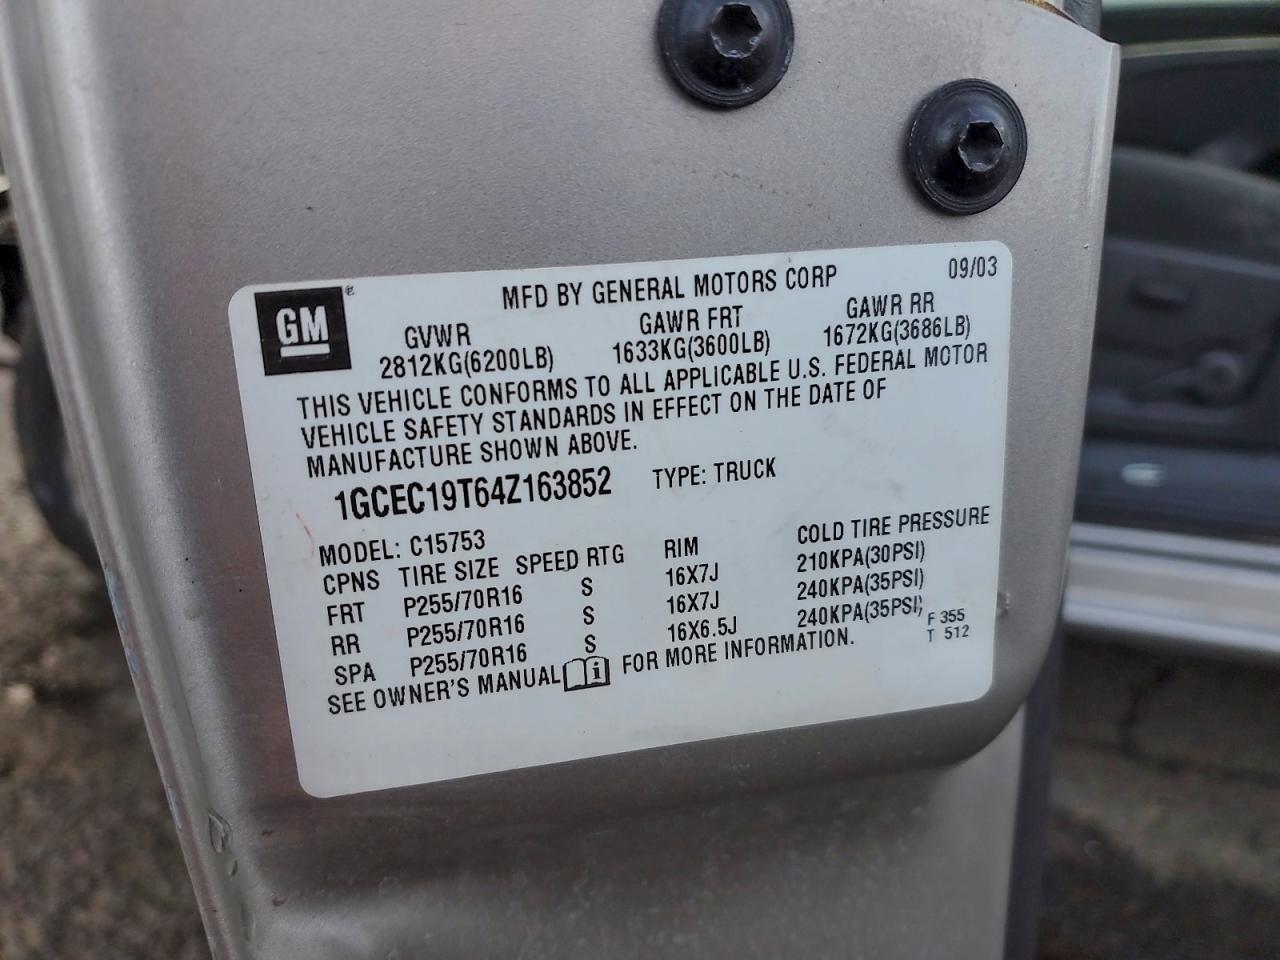 GM®
MFD BY GENERAL MOTORS CORP 09/03
GVWR GAWR FRT GAWR RR
2812KG(6200LB) 1633KG(3600LB) 1672KG(3686LB)
THIS VEHICLE CONFORMS TO ALL APPLICABLE U.S. FEDERAL MOTOR
VEHICLE SAFETY STANDARDS IN EFFECT ON THE DATE OF
MANUFACTURE SHOWN ABOVE.
1GCEC19T64Z163852 TYPE: TRUCK
MODEL: C15753
CPNS TIRE SIZE SPEED RTG RIM COLD TIRE PRESSURE
FRT P255/70R16 S 16X7J 210KPA(30PSI)
RR P255/70R16 S 16X7J 240KPA(35PSI)
SPA P255/70R16 S 16X6.5J 240KPA(35PSI)
SEE OWNER'S MANUAL i FOR MORE INFORMATION.
F 355
T 512